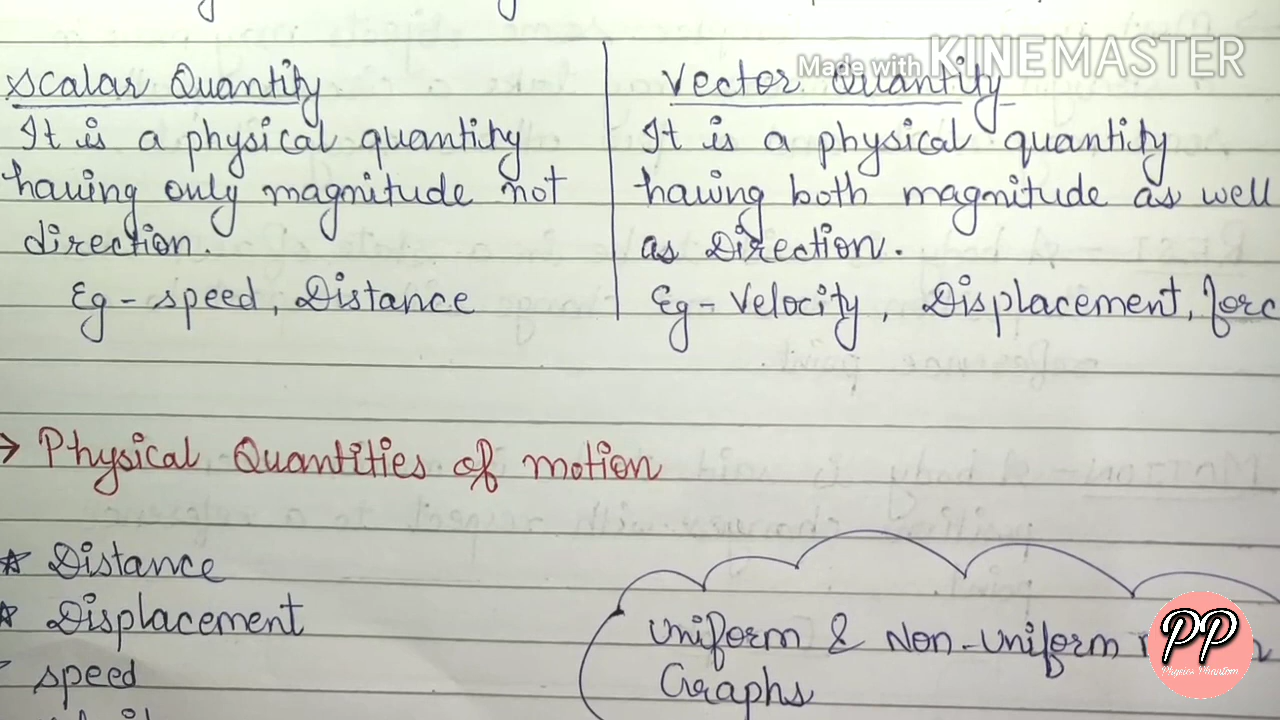 Made with KINEMASTER
Scalar Quantity
It is a physical quantity
having only magnitude not
direction.
Eg - speed, Distance
Vector Quantity
It is a physical quantity
having both magnitude as well
as Direction.
Eg - Velocity, Displacement, forc
→ Physical Quantities of motion
* Distance
* Displacement
speed
Uniform & Non-Uniform
Graphs
PP
Physics Phantom